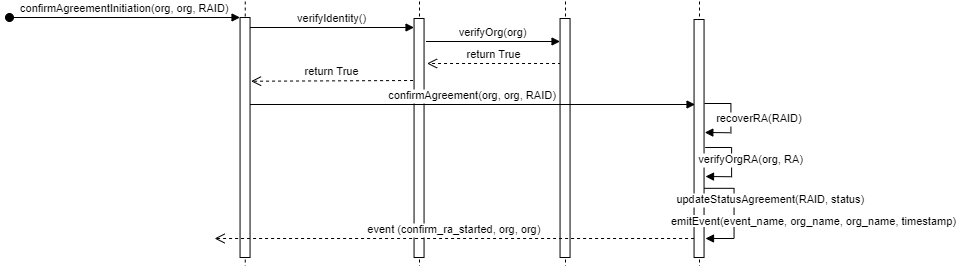 confirmAgreementInitiation(org, org, RAID)
verifyIdentity()
verifyOrg(org)
return True
return True
confirmAgreement(org, org, RAID)
recoverRA(RAID)
verifyOrgRA(org, RA)
updateStatusAgreement(RAID, status)
emitEvent(event_name, org_name, org_name, timestamp)
event (confirm_ra_started, org, org)